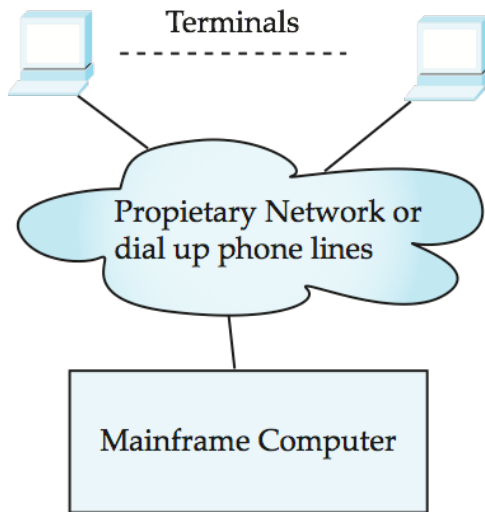 Terminals
Propietary Network or
dial up phone lines
Mainframe Computer